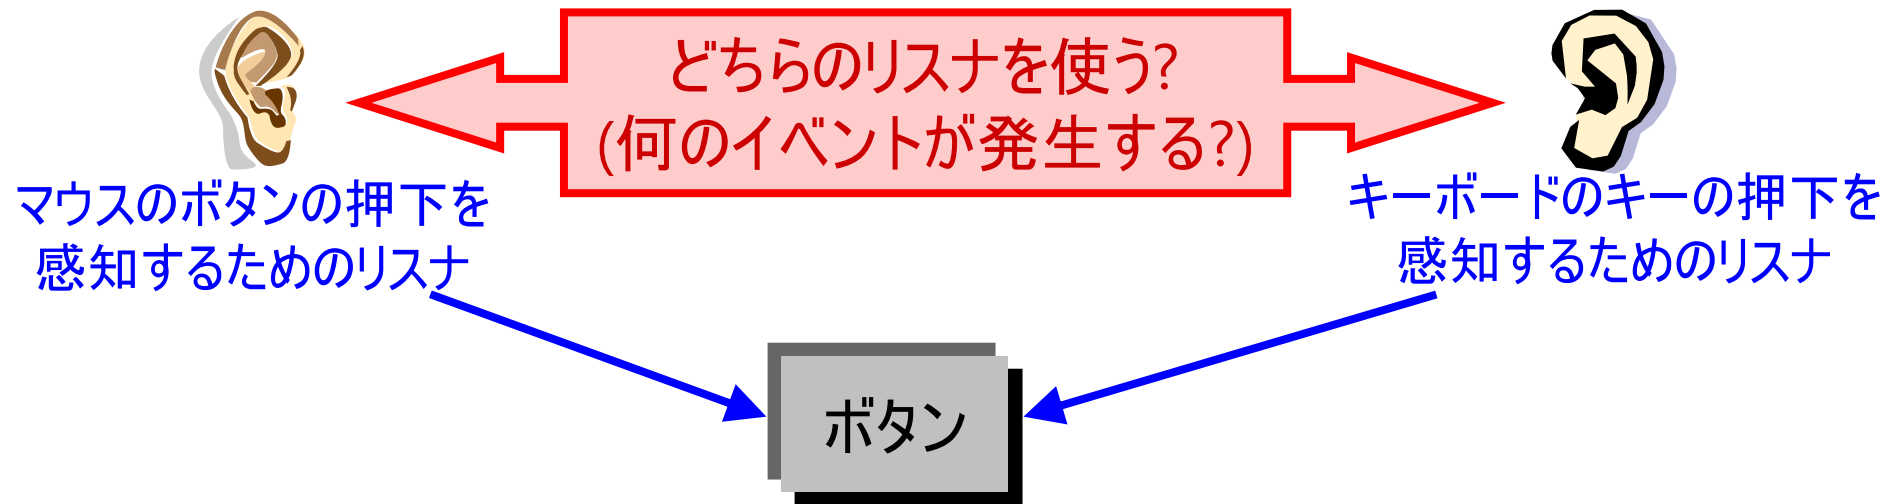 どちらのリスナを使う?
(何のイベントが発生する?)
マウスのボタンの押下を
感知するためのリスナ
キーボードのキーの押下を
感知するためのリスナ
ボタン